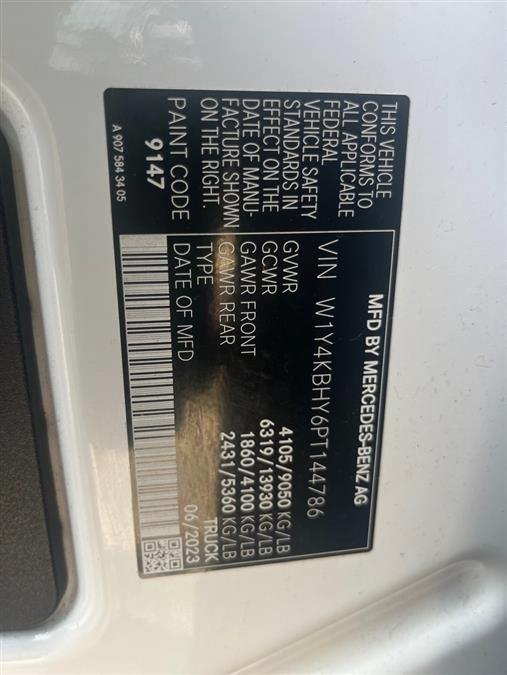 MFD BY MERCEDES-BENZ AG
VIN W1Y4KBHY6PT144786
THIS VEHICLE
CONFORMS TO
ALL APPLICABLE
FEDERAL
VEHICLE SAFETY
STANDARDS IN
EFFECT ON THE
DATE OF MANU-
FACTURE SHOWN
ON THE RIGHT.
GVWR 4105/9050 KG/LB
GCWR 6319/13930 KG/LB
GAWR FRONT 1860/4100 KG/LB
GAWR REAR 2431/5360 KG/LB
TYPE TRUCK
DATE OF MFD 06/2023
PAINT CODE
9147
A 907 584 34 05